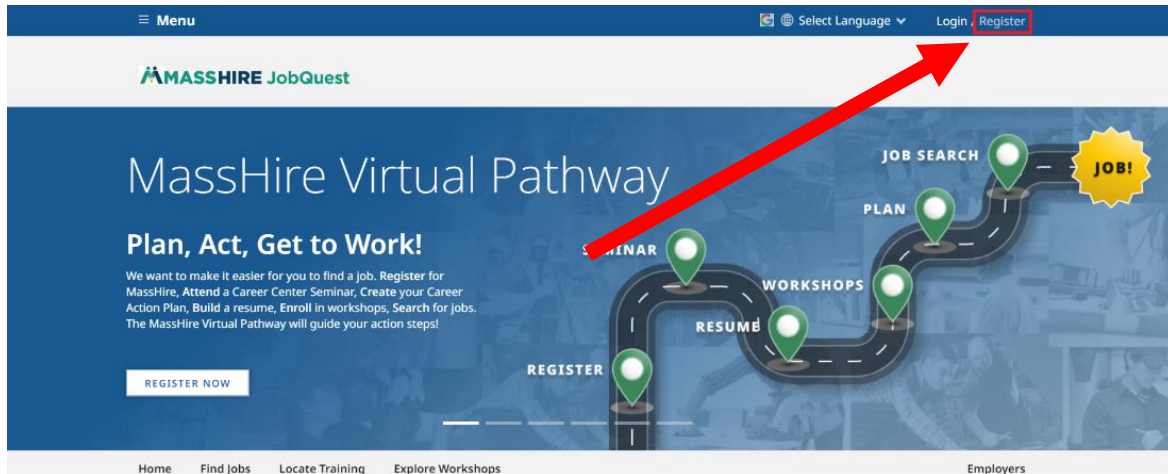 Menu
Select Language
Login / Register
MASSHIRE JobQuest
MassHire Virtual Pathway
Plan, Act, Get to Work!
We want to make it easier for you to find a job. Register for
MassHire, Attend a Career Center Seminar, Create your Career
Action Plan, Build a resume, Enroll in workshops, Search for jobs.
The MassHire Virtual Pathway will guide your action steps!
REGISTER NOW
REGISTER
SEMINAR
RESUME
WORKSHOPS
PLAN
JOB SEARCH
JOB!
Home Find Jobs Locate Training Explore Workshops Employers